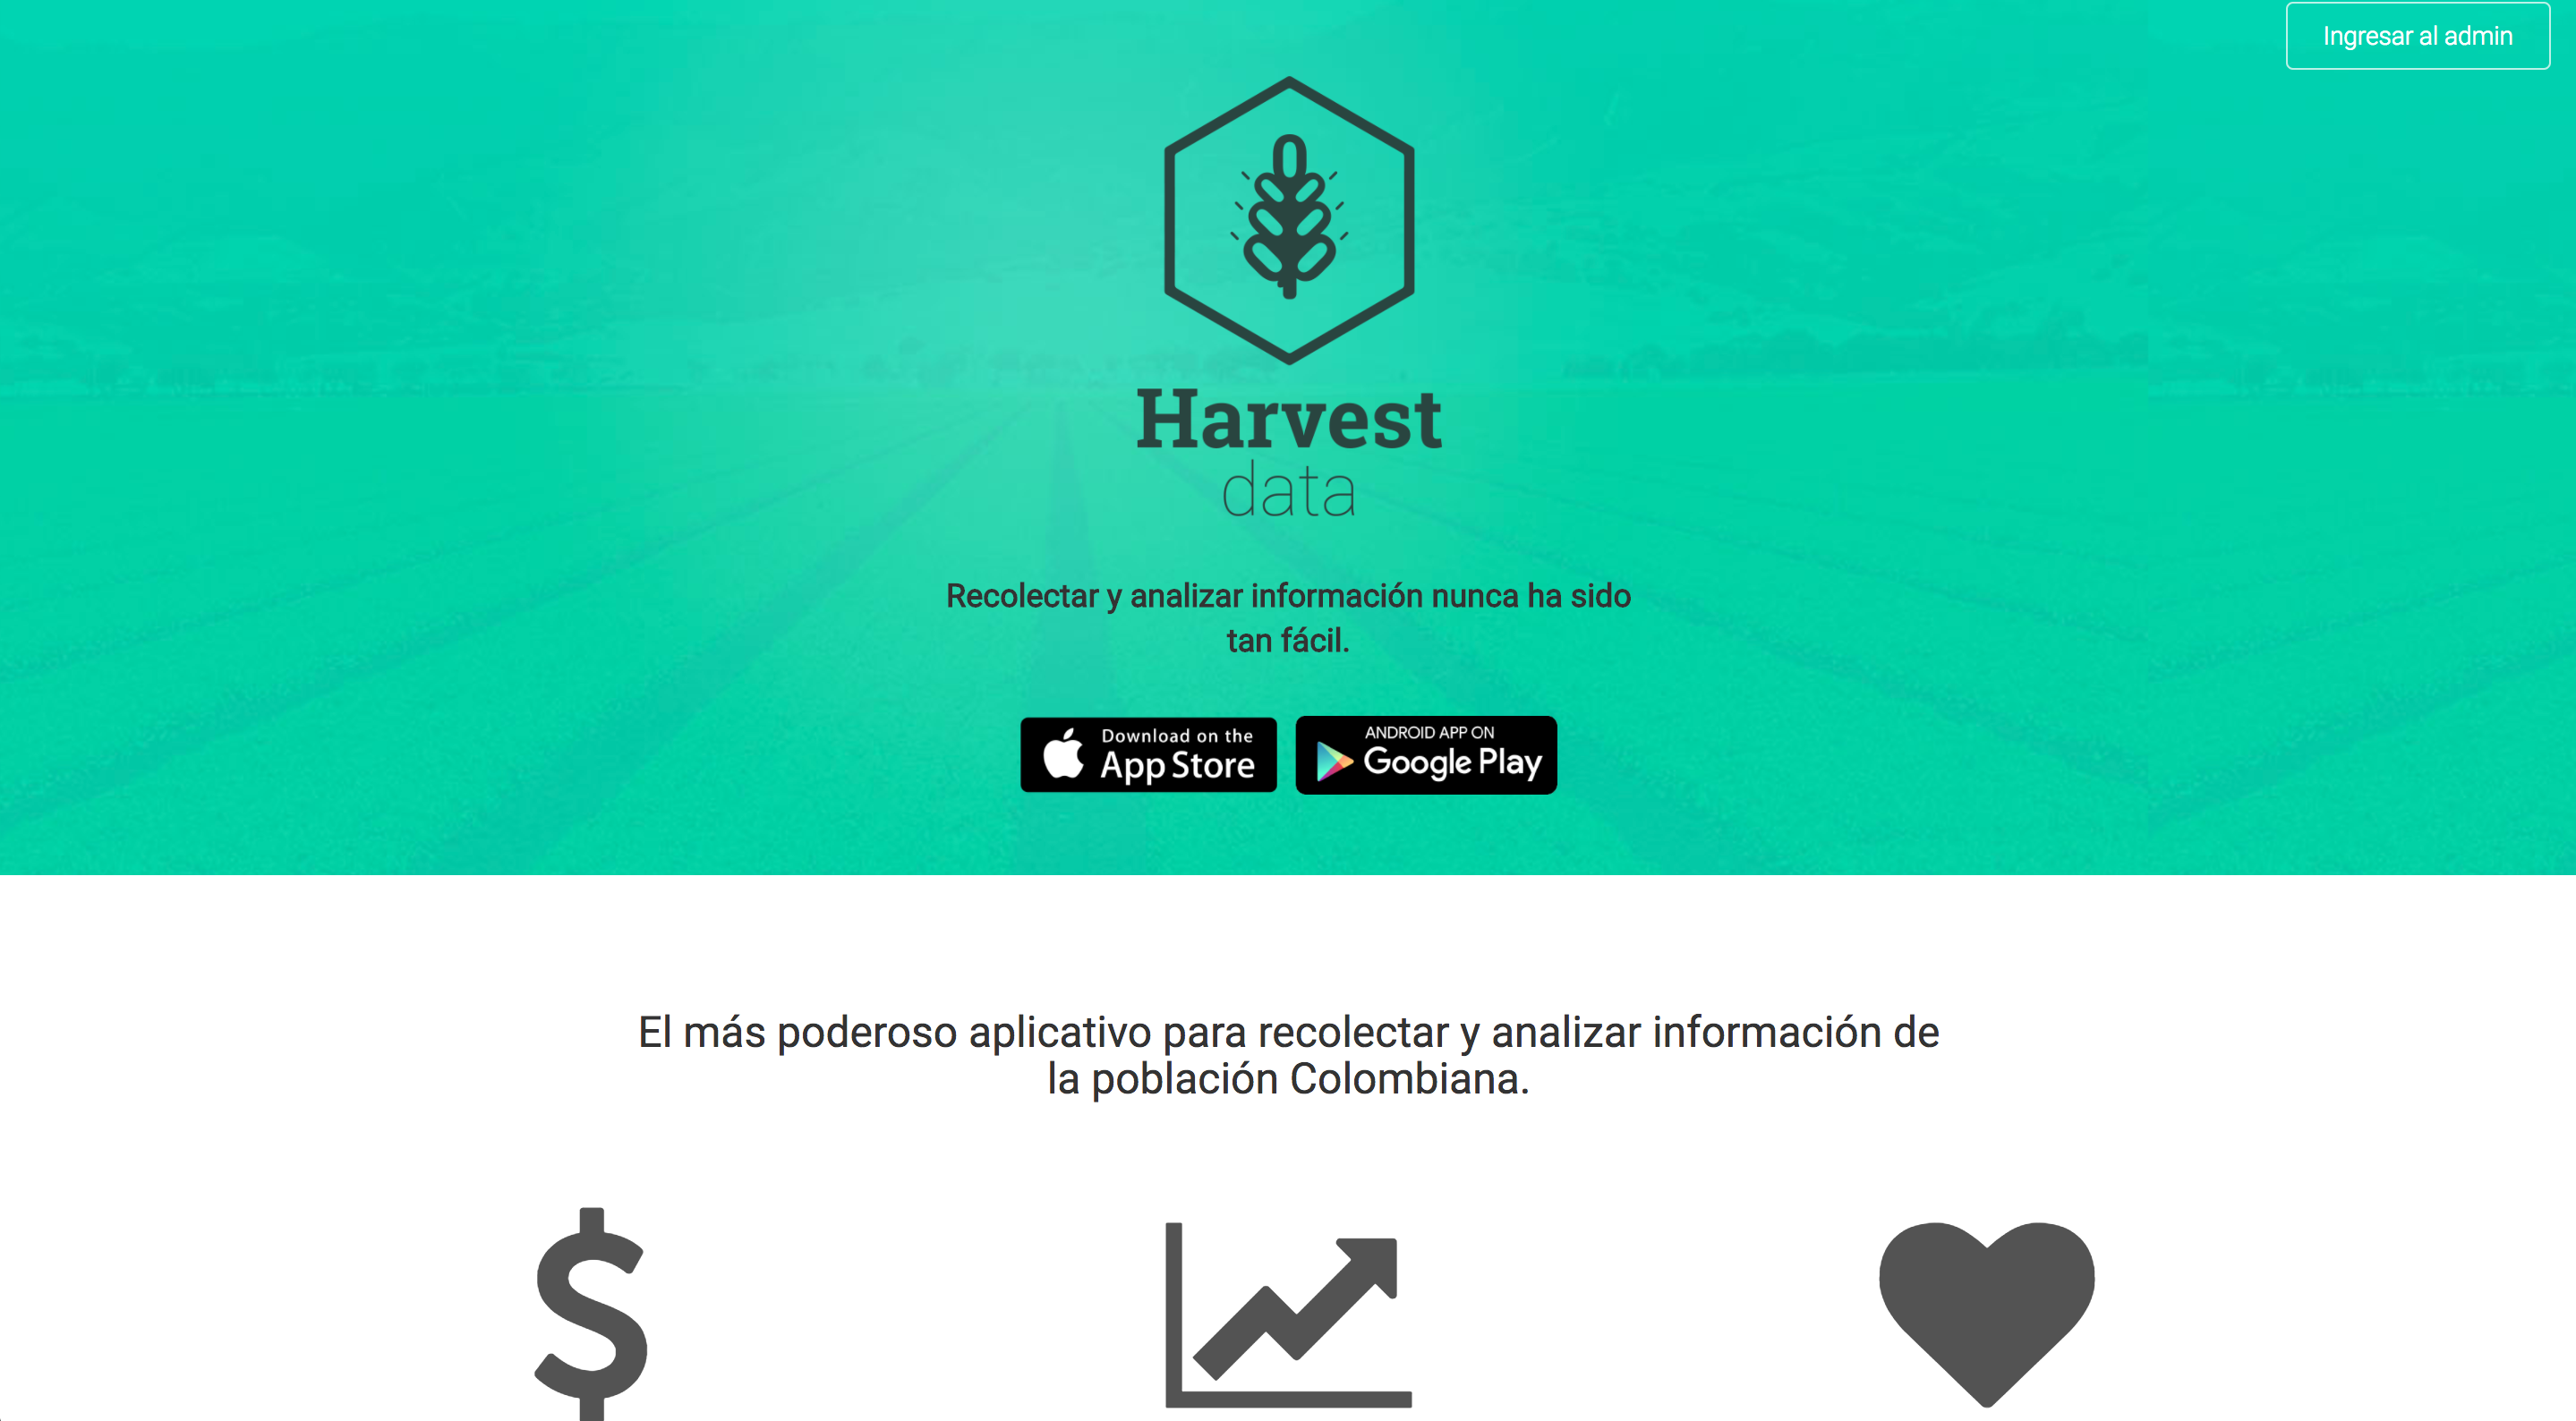 Ingresar al admin
Harvest
data
Recolectar y analizar información nunca ha sido
tan fácil.
Download on the
App Store
ANDROID APP ON
Google Play
El más poderoso aplicativo para recolectar y analizar información de
la población Colombiana.